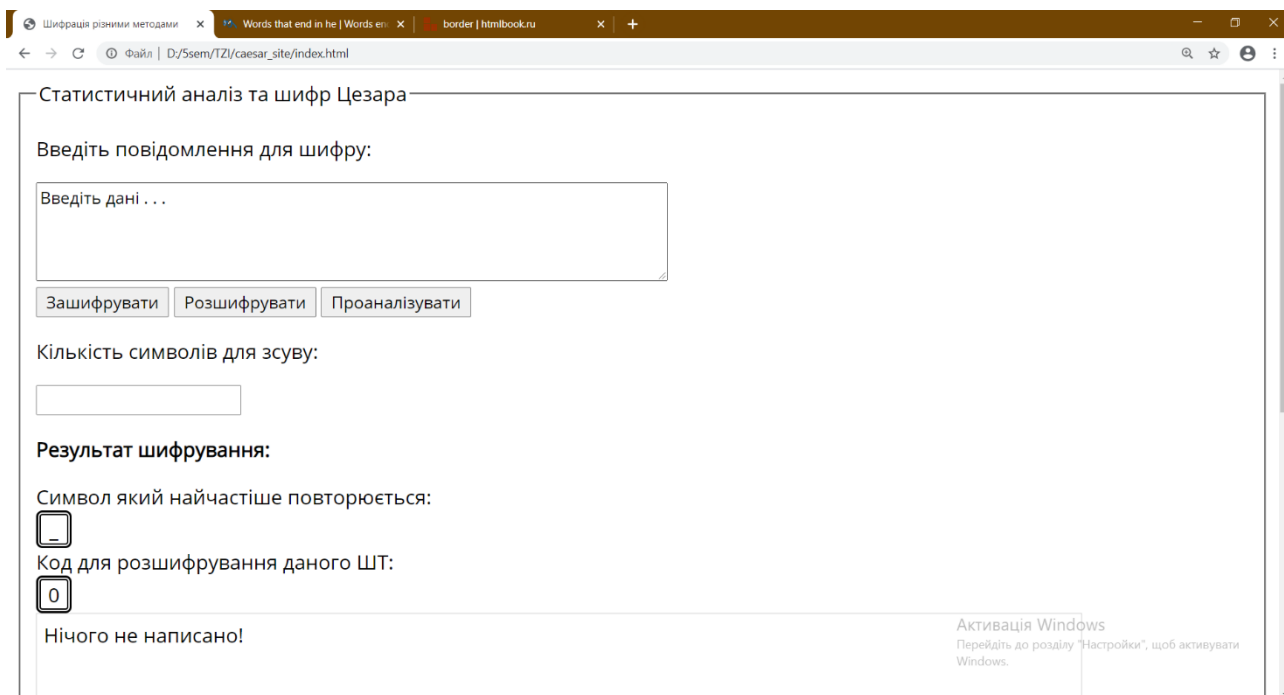 Шифрація різними методами
Words that end in he | Words en
border | htmlbook.ru
Файл | D:/5sem/TZI/caesar_site/index.html
Статистичний аналіз та шифр Цезара
Введіть повідомлення для шифру:
Введіть дані . . .
Зашифрувати Розшифрувати Проаналізувати
Кількість символів для зсуву:
Результат шифрування:
Символ який найчастіше повторюється:
_
Код для розшифрування даного ШТ:
0
Нічого не написано!
Активація Windows
Перейдіть до розділу "Настройки", щоб активувати
Windows.